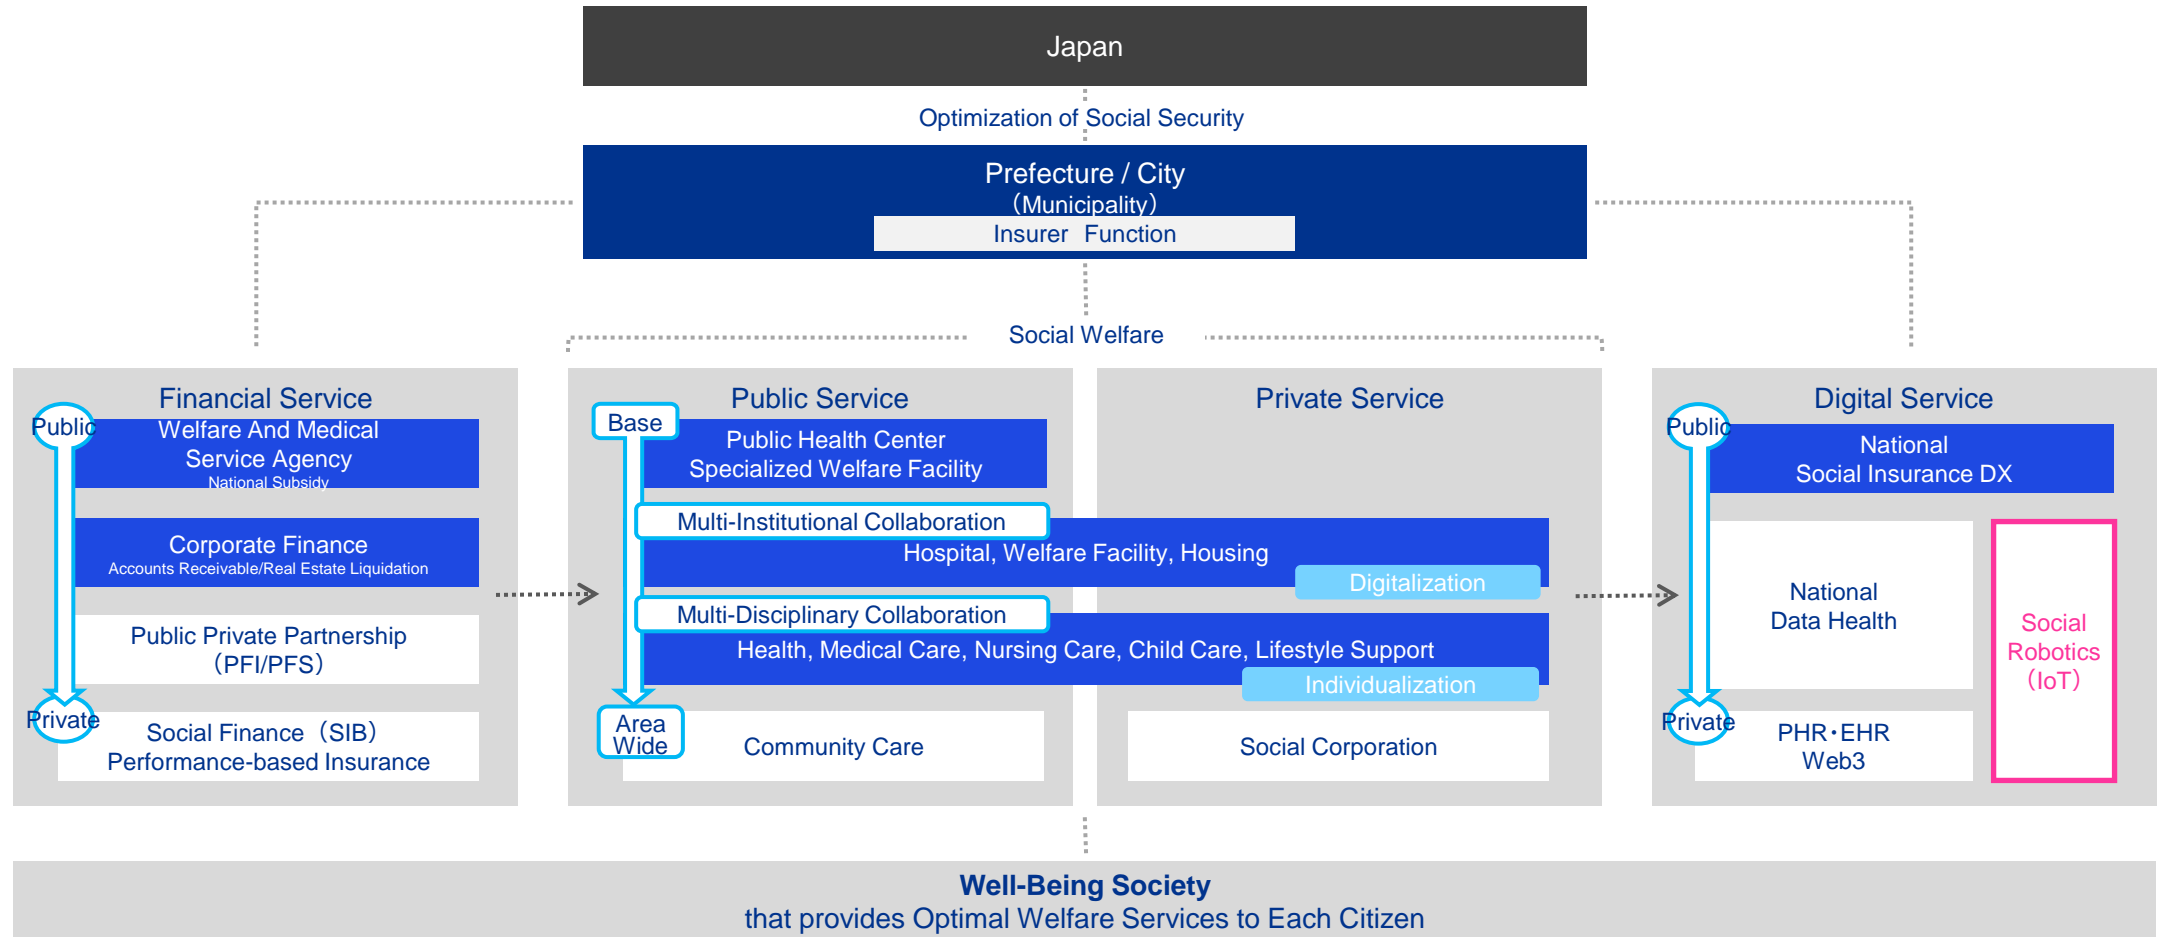 Japan
Optimization of Social Security
Prefecture / City
（Municipality）
Insurer Function
Social Welfare
Financial Service
Public
Welfare And Medical
Service Agency
National Subsidy
Corporate Finance
Accounts Receivable/Real Estate Liquidation
Public Private Partnership
（PFI/PFS）
Private
Social Finance（SIB）
Performance-based Insurance
Public Service
Base
Public Health Center
Specialized Welfare Facility
Private Service
Multi-Institutional Collaboration
Hospital, Welfare Facility, Housing
Digitalization
Multi-Disciplinary Collaboration
Health, Medical Care, Nursing Care, Child Care, Lifestyle Support
Individualization
Area
Wide
Community Care
Social Corporation
Digital Service
Public
National
Social Insurance DX
National
Data Health
Social
Robotics
（IoT）
Private
PHR・EHR
Web3
Well-Being Society
that provides Optimal Welfare Services to Each Citizen